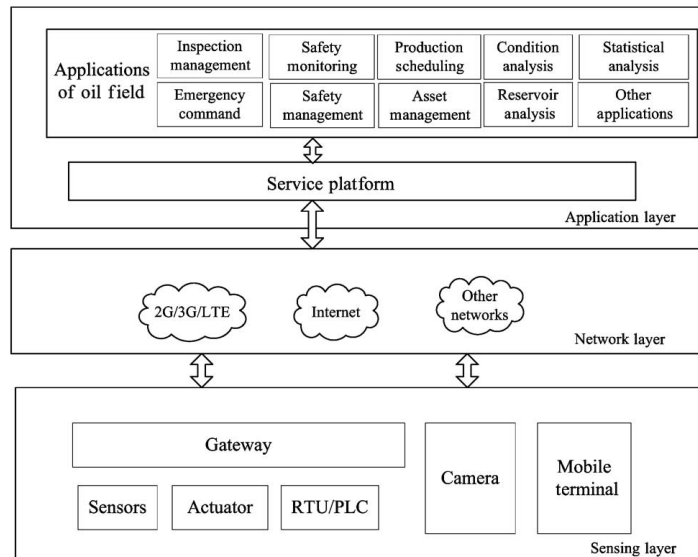 Applications
of oil field
Inspection
management
Safety
monitoring
Production
scheduling
Condition
analysis
Statistical
analysis
Emergency
command
Safety
management
Asset
management
Reservoir
analysis
Other
applications
Service platform
Application layer
2G/3G/LTE
Internet
Other
networks
Network layer
Gateway
Camera
Mobile
terminal
Sensors
Actuator
RTU/PLC
Sensing layer